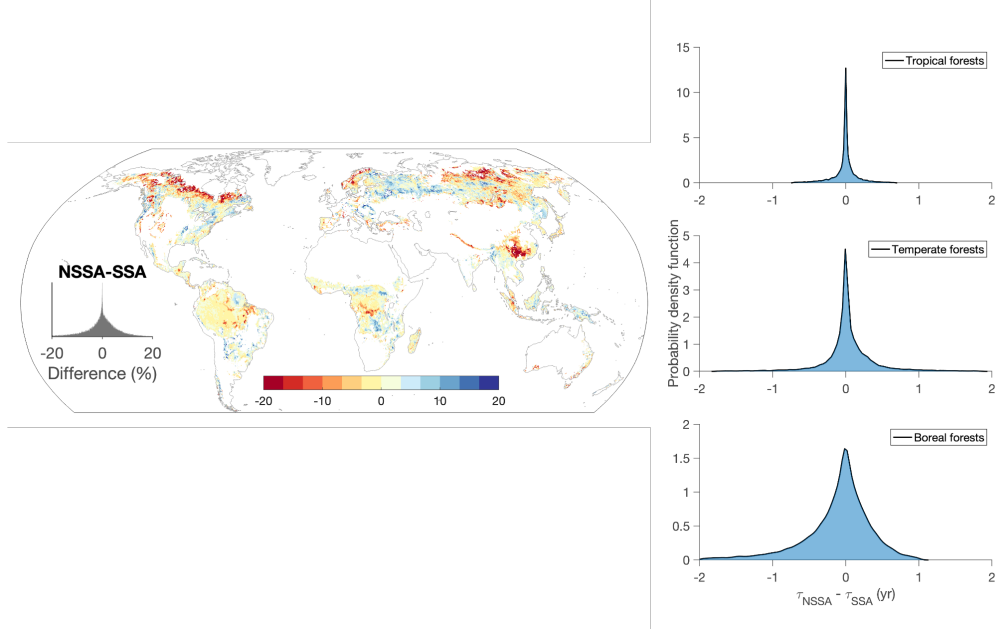 NSSA-SSA
-20 0 20
Difference (%)
-20 -10 0 10 20
15
10
5
0
-2 -1 0 1 2
Tropical forests
Probability density function
5
4
3
2
1
0
-2 -1 0 1 2
Temperate forests
2
1.5
1
0.5
0
-2 -1 0 1 2
Boreal forests
τNSSA - τSSA (yr)